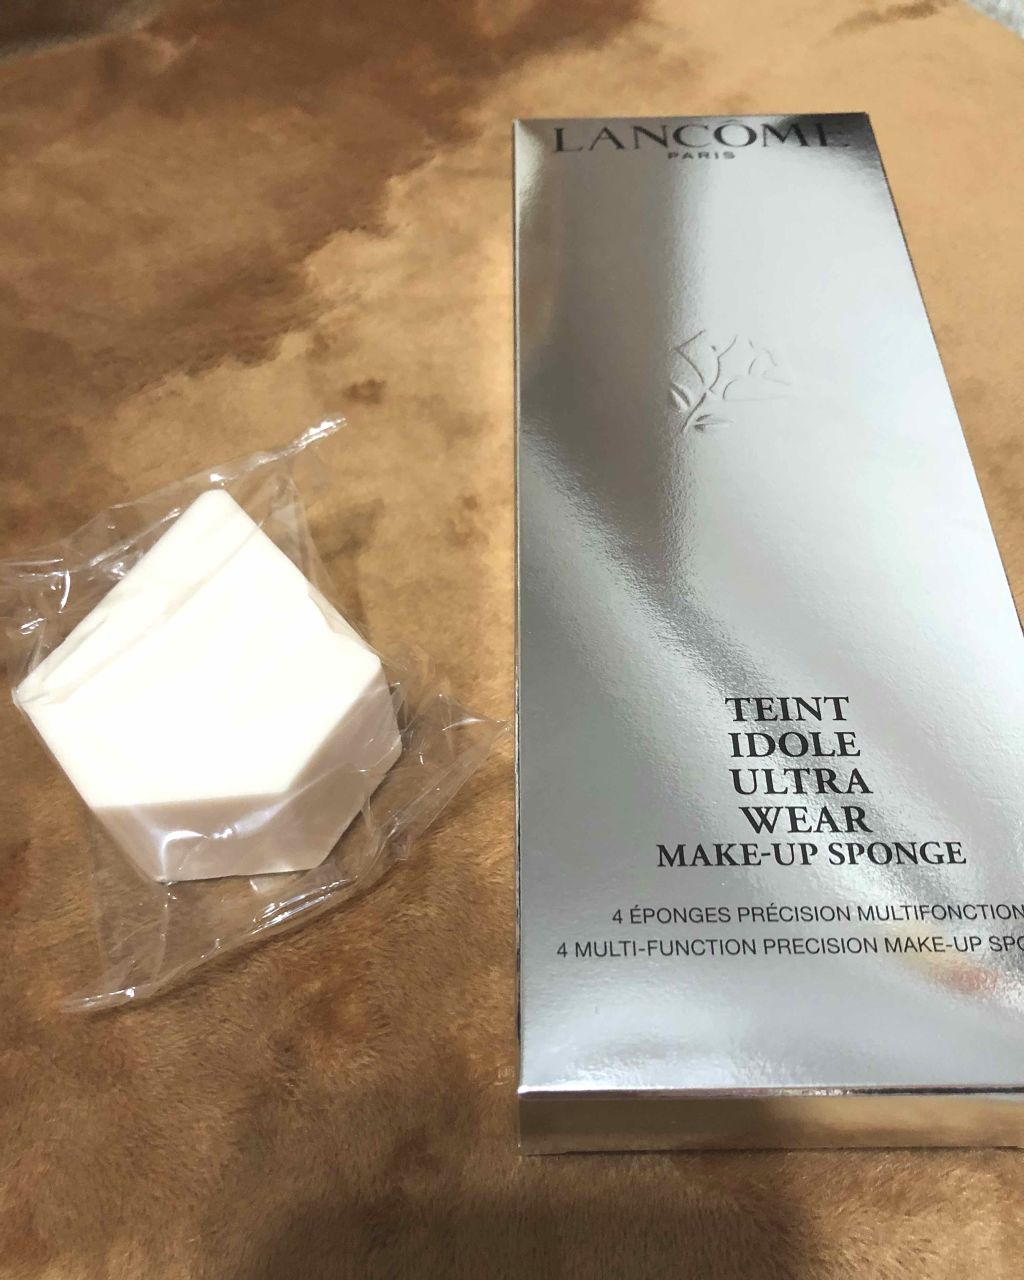 LANCÔME
PARIS
TEINT
IDOLE
ULTRA
WEAR
MAKE-UP SPONGE
4 ÉPONGES PRÉCISION MULTIFONCTION
4 MULTI-FUNCTION PRECISION MAKE-UP